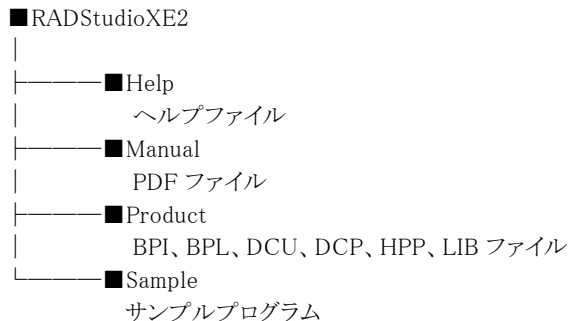 ■RADStudioXE2
│
├───■Help
│ ヘルプファイル
├───■Manual
│ PDF ファイル
├───■Product
│ BPI、BPL、DCU、DCP、HPP、LIB ファイル
└───■Sample
サンプルプログラム